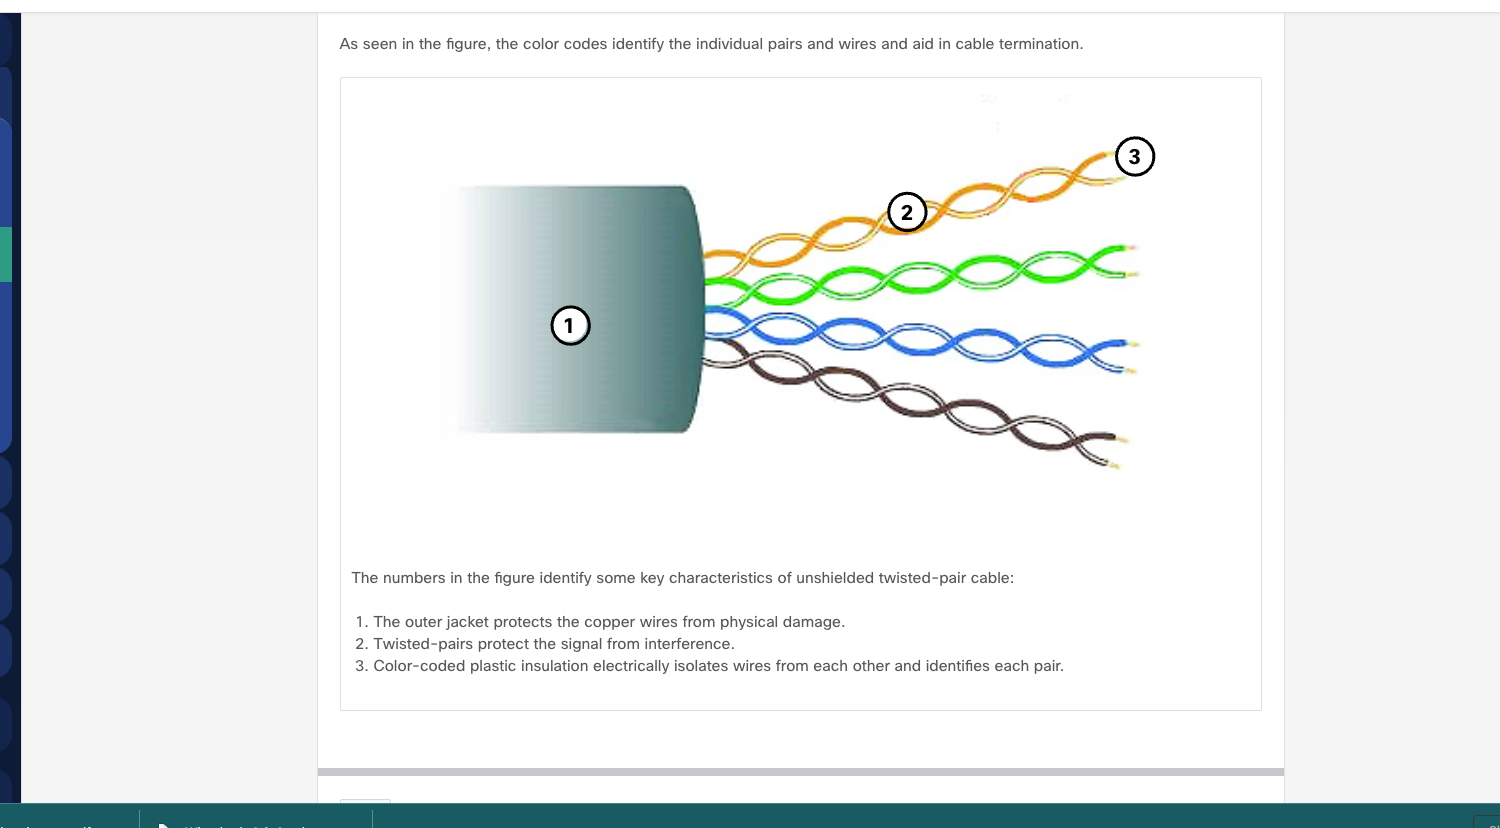 As seen in the figure, the color codes identify the individual pairs and wires and aid in cable termination.
3
2
1
The numbers in the figure identify some key characteristics of unshielded twisted-pair cable:
1. The outer jacket protects the copper wires from physical damage.
2. Twisted-pairs protect the signal from interference.
3. Color-coded plastic insulation electrically isolates wires from each other and identifies each pair.